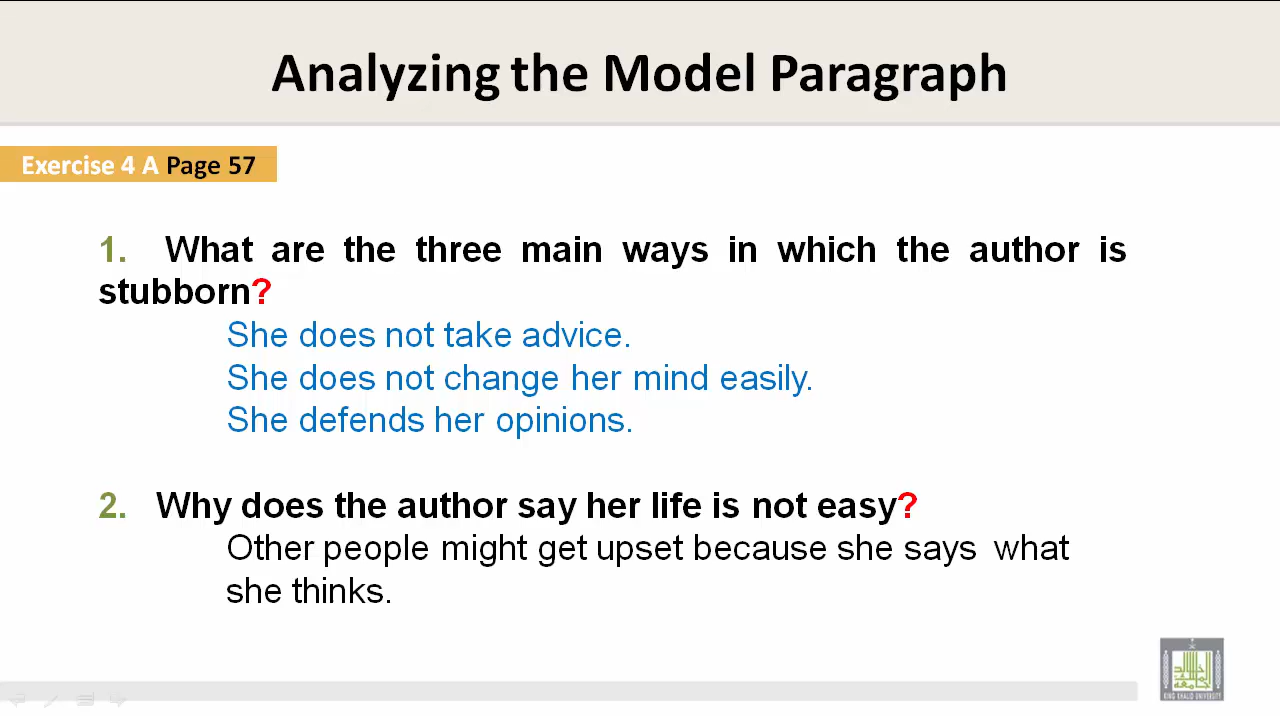 Analyzing the Model Paragraph
Exercise 4 A Page 57
1. What are the three main ways in which the author is
stubborn?
She does not take advice.
She does not change her mind easily.
She defends her opinions.
2. Why does the author say her life is not easy?
Other people might get upset because she says what
she thinks.
KING KHALID UNIVERSITY